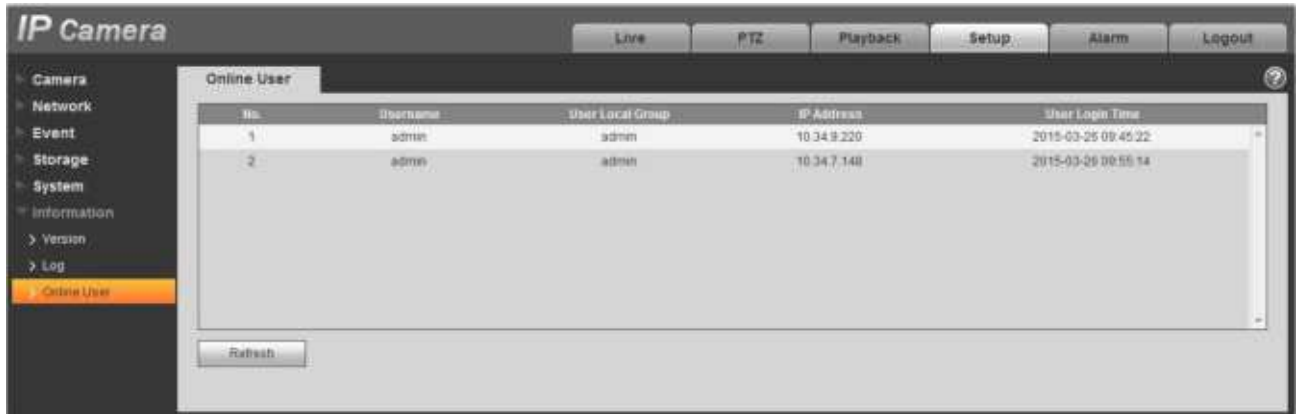 IP Camera
Live
PTZ
Playback
Setup
Alarm
Logout
Camera
Network
Event
Storage
System
Information
Version
Log
Online User
Online User
No. Username User Local Group IP Address User Login Time
1 admin admin 10.34.9.220 2015-03-26 09:45:22
2 admin admin 10.34.7.148 2015-03-26 09:55:14
Refresh